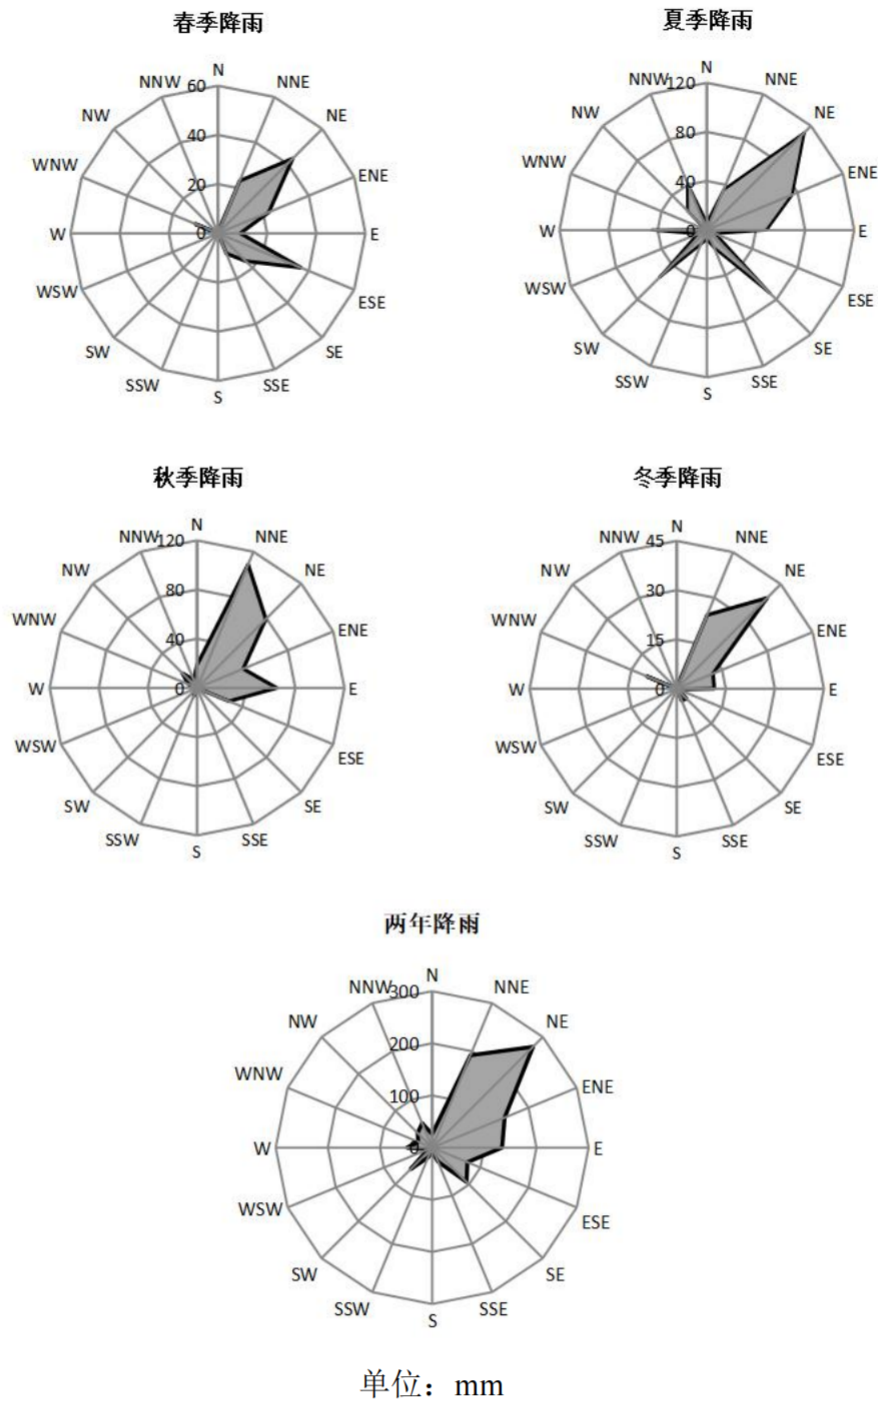 春季降雨
N
NNE
NE
ENE
E
ESE
SE
SSE
S
SSW
SW
WSW
W
WNW
NW
NNW
60
40
20
0
夏季降雨
N
NNE
NE
ENE
E
ESE
SE
SSE
S
SSW
SW
WSW
W
WNW
NW
NNW
120
80
40
0
秋季降雨
N
NNE
NE
ENE
E
ESE
SE
SSE
S
SSW
SW
WSW
W
WNW
NW
NNW
120
80
40
0
冬季降雨
N
NNE
NE
ENE
E
ESE
SE
SSE
S
SSW
SW
WSW
W
WNW
NW
NNW
45
30
15
0
两年降雨
N
NNE
NE
ENE
E
ESE
SE
SSE
S
SSW
SW
WSW
W
WNW
NW
NNW
300
200
100
0
单位：mm